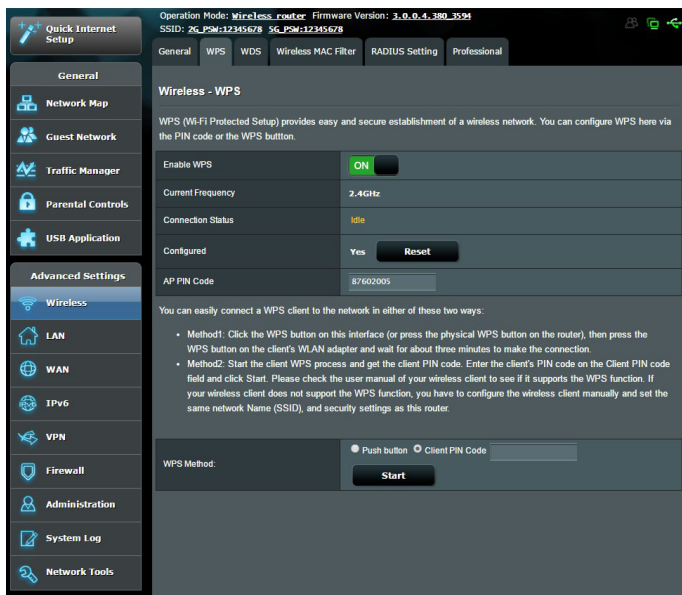 Quick Internet
Setup
General
Network Map
Guest Network
Traffic Manager
Parental Controls
USB Application
Advanced Settings
Wireless
LAN
WAN
IPv6
VPN
Firewall
Administration
System Log
Network Tools
Operation Mode: Wireless router Firmware Version: 3.0.0.4.380_3594
SSID: 2G_PSW:12345678 5G_PSW:12345678
General WPS WDS Wireless MAC Filter RADIUS Setting Professional
Wireless - WPS
WPS (Wi-Fi Protected Setup) provides easy and secure establishment of a wireless network. You can configure WPS here via
the PIN code or the WPS buttton.
Enable WPS ON
Current Frequency 2.4GHz
Connection Status Idle
Configured Yes Reset
AP PIN Code 87602005
You can easily connect a WPS client to the network in either of these two ways:
• Method1: Click the WPS button on this interface (or press the physical WPS button on the router), then press the
WPS button on the client's WLAN adapter and wait for about three minutes to make the connection.
• Method2: Start the client WPS process and get the client PIN code. Enter the client's PIN code on the Client PIN code
field and click Start. Please check the user manual of your wireless client to see if it supports the WPS function. If
your wireless client does not support the WPS function, you have to configure the wireless client manually and set the
same network Name (SSID), and security settings as this router.
WPS Method: Push button Client PIN Code
Start